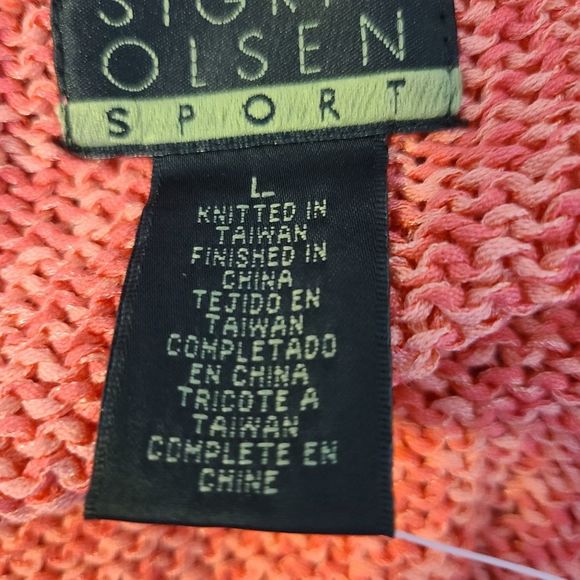 SIGRID
OLSEN
SPORT
L
KNITTED IN
TAIWAN
FINISHED IN
CHINA
TEJIDO EN
TAIWAN
COMPLETADO
EN CHINA
TRICOTE A
TAIWAN
COMPLETE EN
CHINE